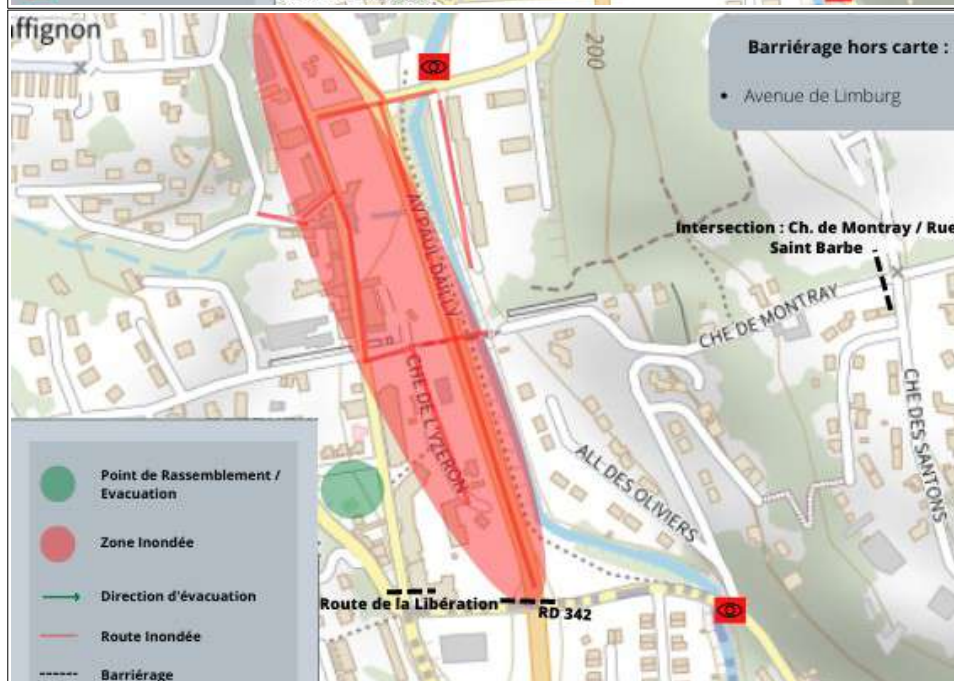 uffignon
200
Barriérage hors carte :
• Avenue de Limburg
Intersection : Ch. de Montray / Rue
Saint Barbe
AV PAUL DAILLY
CHE DE MONTRAY
CHE DE L'YZERON
CHE DES SANTONS
ALL DES OLIVIERS
Point de Rassemblement /
Evacuation
Zone Inondée
Direction d'évacuation
Route Inondée
Barriérage
Route de la Libération
RD 342